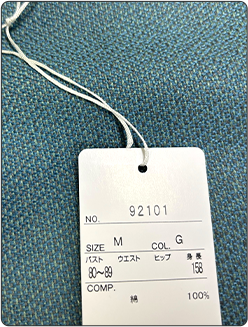 NO. 92101
SIZE M COL. G
バスト ウエスト ヒップ 身長
80～89 158
COMP.
綿 100%